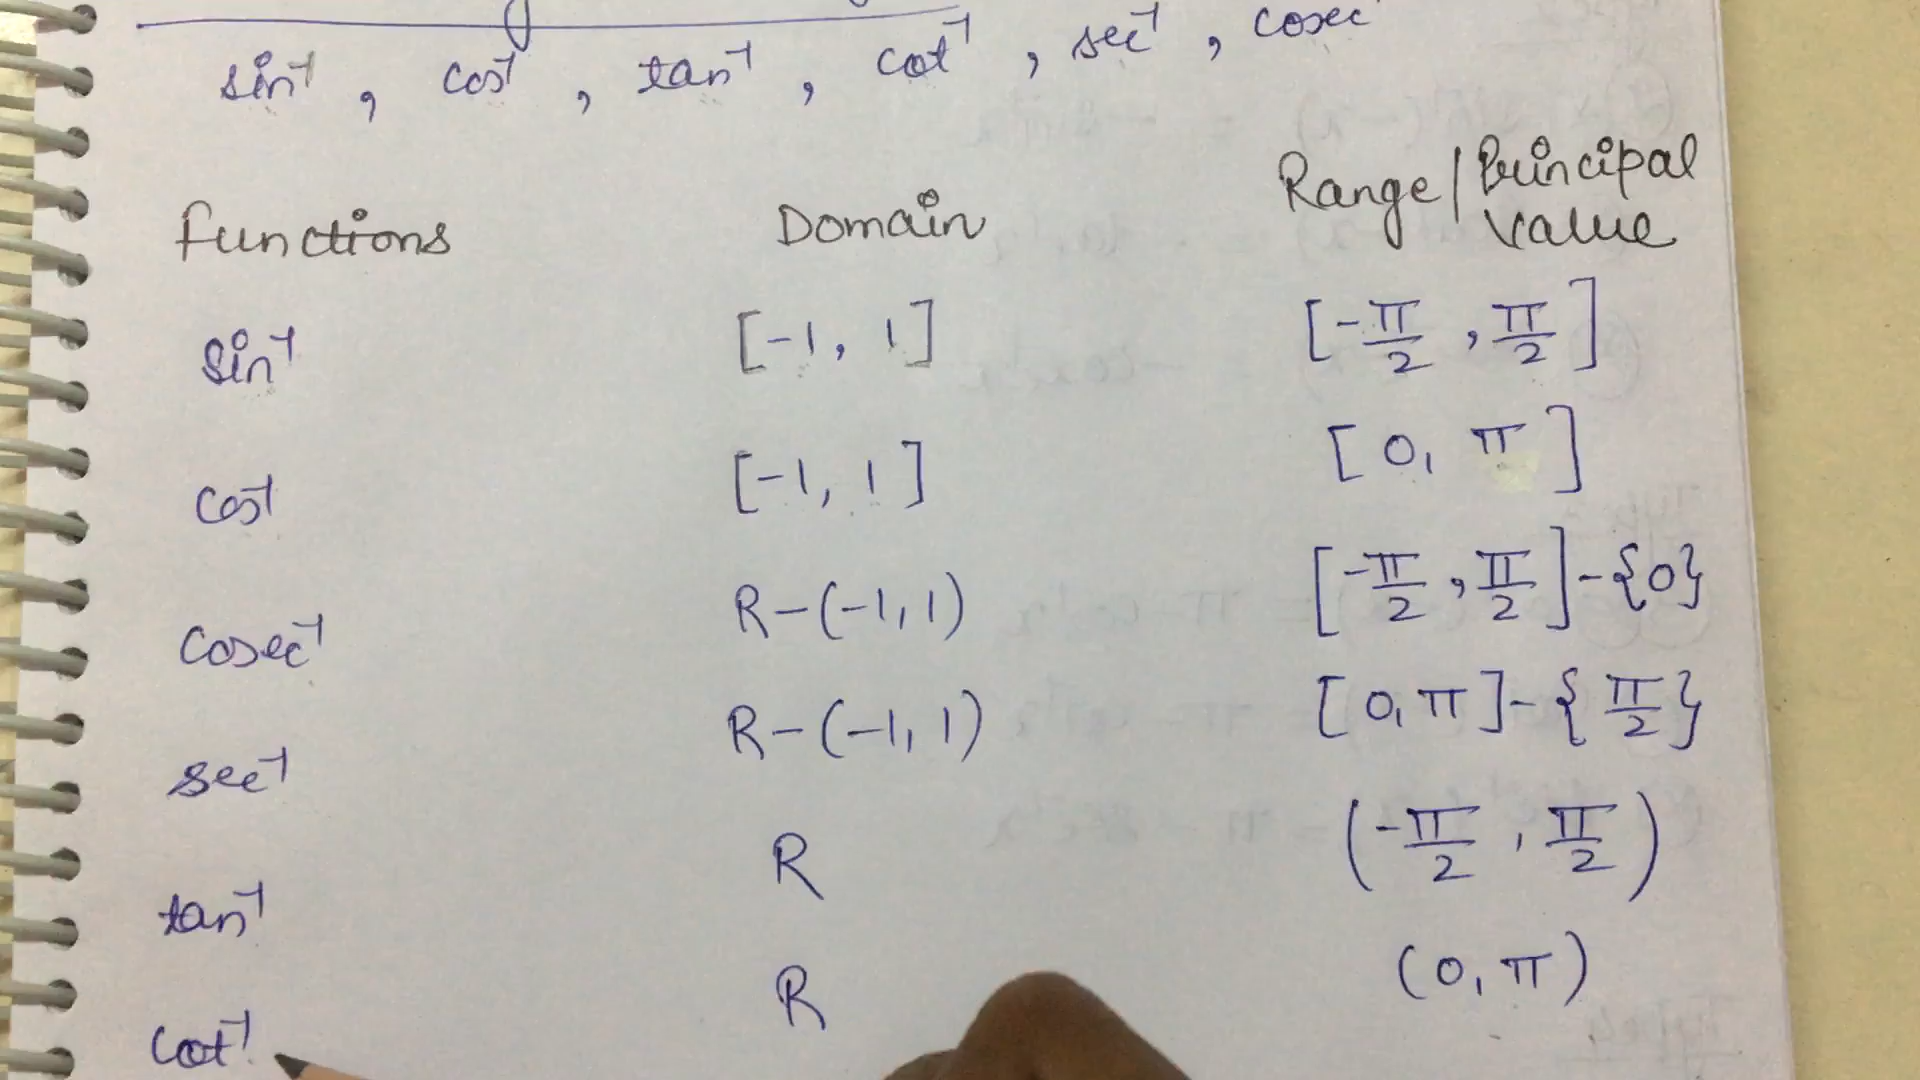 sin⁻¹ , cos⁻¹ , tan⁻¹ , cot⁻¹ , sec⁻¹ , cosec⁻¹
Functions Domain Range / Principal value
Sin⁻¹ [-1, 1] [-π/2 , π/2]
Cos⁻¹ [-1, 1] [0, π]
Cosec⁻¹ R-(-1,1) [-π/2 , π/2]-{0}
sec⁻¹ R-(-1,1) [0, π]-{π/2}
tan⁻¹ R (-π/2 , π/2)
Cot⁻¹ R (0, π)